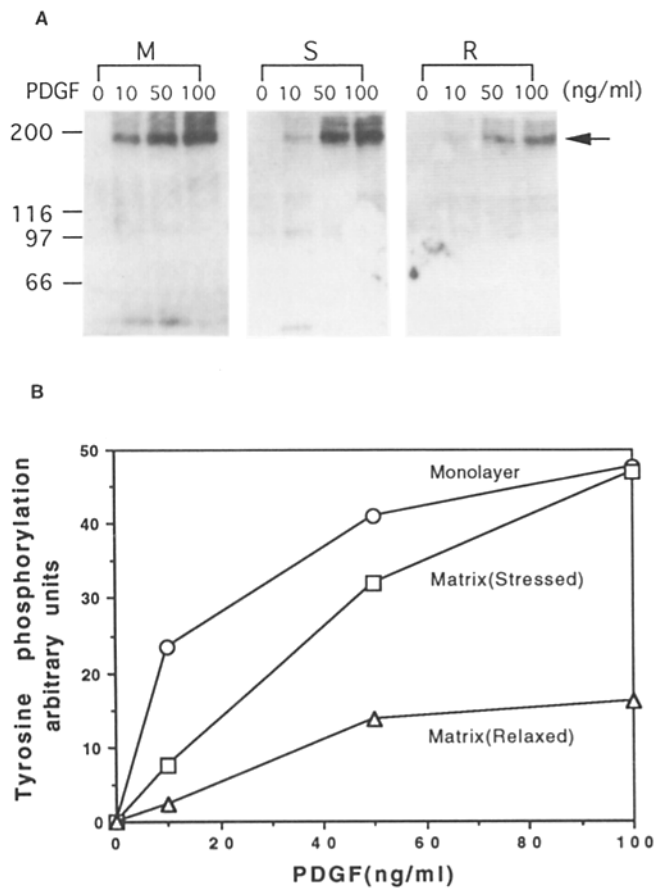 A
M S R
PDGF 0 10 50 100 0 10 50 100 0 10 50 100 (ng/ml)
200
116
97
66
B
50
40
30
20
10
0
Monolayer
Matrix(Stressed)
Matrix(Relaxed)
Tyrosine phosphorylation
arbitrary units
0 20 40 60 80 100
PDGF(ng/ml)